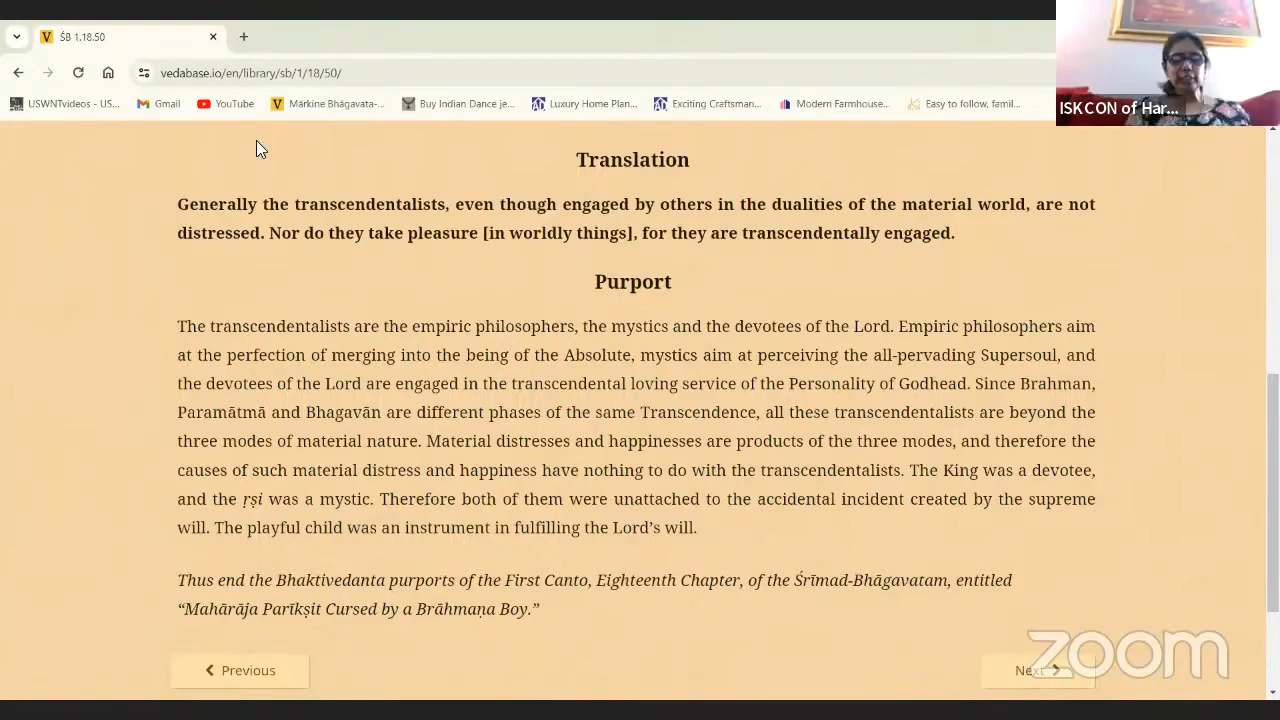 ŚB 1.18.50
vedabase.io/en/library/sb/1/18/50/
USWNTvideos - US... Gmail YouTube Mārkine Bhāgavata-... Buy Indian Dance je... Luxury Home Plan... Exciting Craftsman... Modern Farmhouse... Easy to follow, famil...
ISKCON of Har...
Translation
Generally the transcendentalists, even though engaged by others in the dualities of the material world, are not
distressed. Nor do they take pleasure [in worldly things], for they are transcendentally engaged.
Purport
The transcendentalists are the empiric philosophers, the mystics and the devotees of the Lord. Empiric philosophers aim
at the perfection of merging into the being of the Absolute, mystics aim at perceiving the all-pervading Supersoul, and
the devotees of the Lord are engaged in the transcendental loving service of the Personality of Godhead. Since Brahman,
Paramātmā and Bhagavān are different phases of the same Transcendence, all these transcendentalists are beyond the
three modes of material nature. Material distresses and happinesses are products of the three modes, and therefore the
causes of such material distress and happiness have nothing to do with the transcendentalists. The King was a devotee,
and the ṛṣi was a mystic. Therefore both of them were unattached to the accidental incident created by the supreme
will. The playful child was an instrument in fulfilling the Lord’s will.
Thus end the Bhaktivedanta purports of the First Canto, Eighteenth Chapter, of the Śrīmad-Bhāgavatam, entitled
“Mahārāja Parīkṣit Cursed by a Brāhmaṇa Boy.”
Previous
Next
zoom